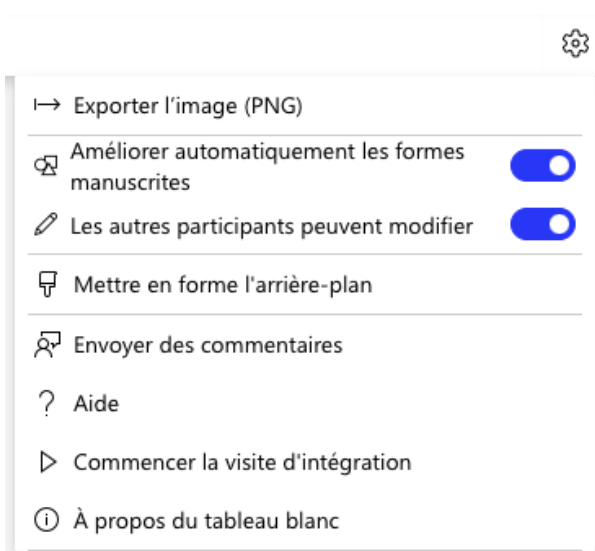 Exporter l'image (PNG)
Améliorer automatiquement les formes
manuscrites
Les autres participants peuvent modifier
Mettre en forme l'arrière-plan
Envoyer des commentaires
Aide
Commencer la visite d'intégration
À propos du tableau blanc